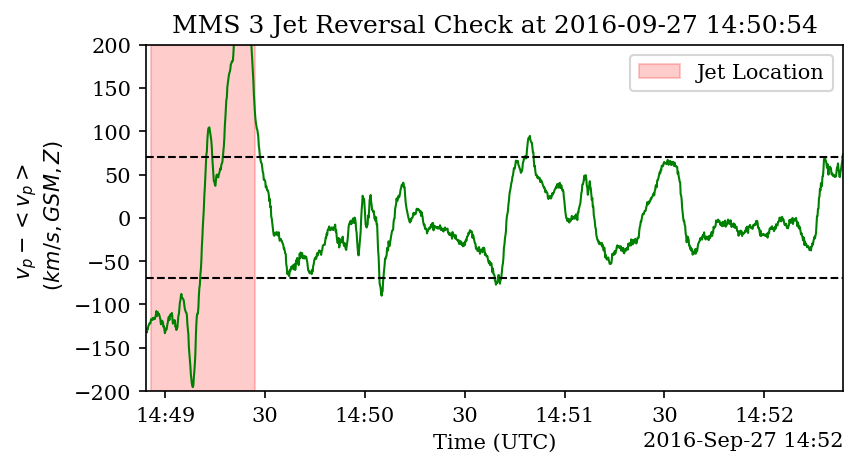 MMS 3 Jet Reversal Check at 2016-09-27 14:50:54
200
150
100
50
0
−50
−100
−150
−200
v_p − < v_p >
(km/s, GSM, Z)
Jet Location
14:49
30
14:50
30
14:51
30
14:52
Time (UTC)
2016-Sep-27 14:52